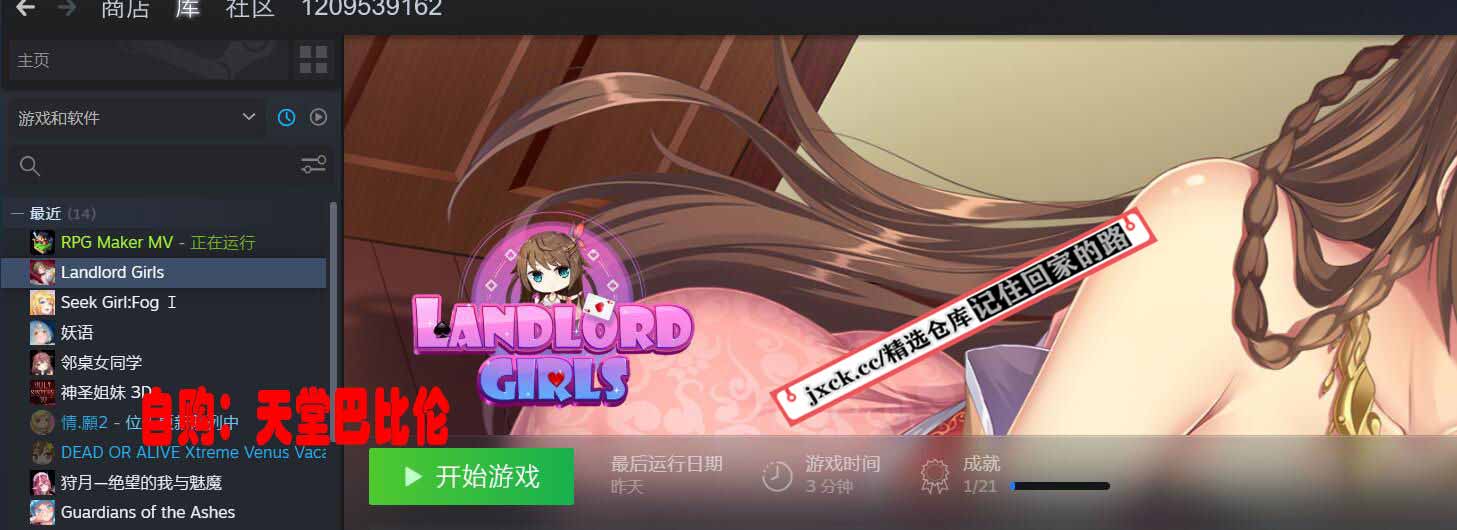 商店 库 社区 1209539162
主页
游戏和软件
— 最近 (14)
RPG Maker MV - 正在运行
Landlord Girls
Seek Girl:Fog
妖语
邻桌女同学
神圣姐妹 3D
情.願2 - 位 列中
DEAD OR ALIVE Xtreme Venus Vaca
狩月—绝望的我与魅魔
Guardians of the Ashes
自购：天堂巴比伦
LANDLORD
GIRLS
jxck.cc/精选仓库记住回家的路
开始游戏
最后运行日期
昨天
游戏时间
3 分钟
成就
1/21